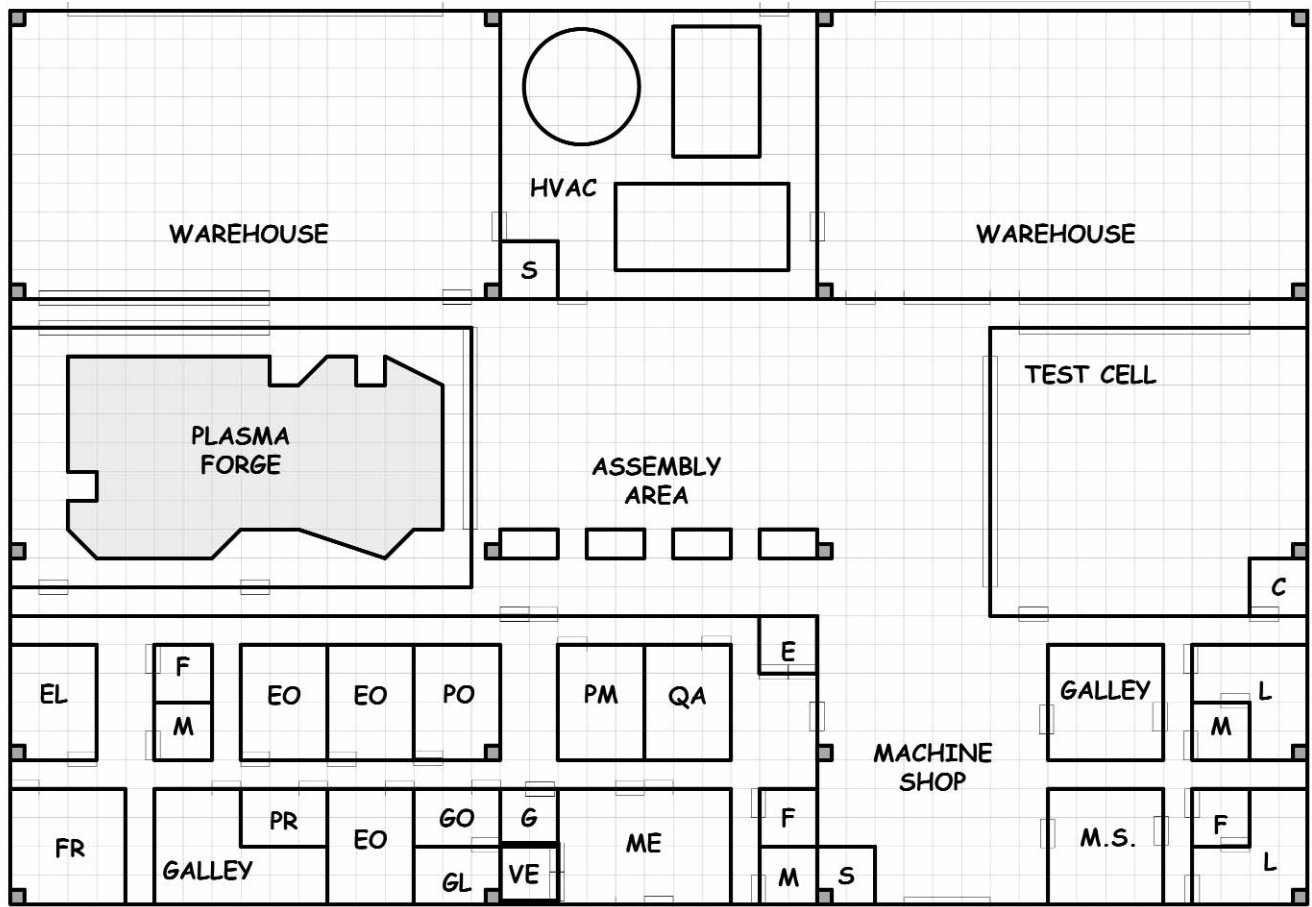 HVAC
WAREHOUSE
WAREHOUSE
S
TEST CELL
PLASMA
FORGE
ASSEMBLY
AREA
C
E
F
EL
EO
EO
PO
PM
QA
GALLEY
L
M
M
MACHINE
SHOP
PR
GO
G
F
F
FR
EO
ME
M.S.
GALLEY
GL
VE
M
S
L